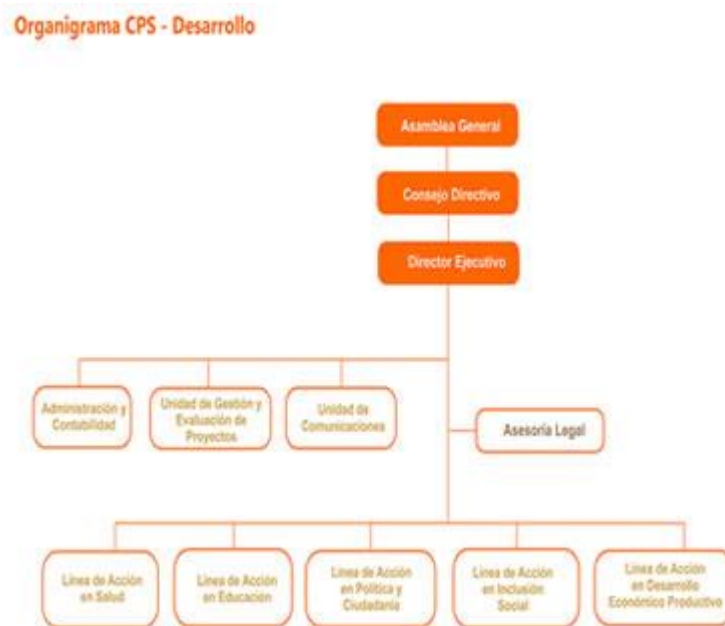 Organigrama CPS - Desarrollo
Asamblea General
Consejo Directivo
Director Ejecutivo
Administración y
Contabilidad
Unidad de Gestión y
Evaluación de
Proyectos
Unidad de
Comunicaciones
Asesoría Legal
Línea de Acción
en Salud
Línea de Acción
en Educación
Línea de Acción
en Política y
Ciudadanía
Línea de Acción
en Inclusión
Social
Línea de Acción
en Desarrollo
Económico Productivo